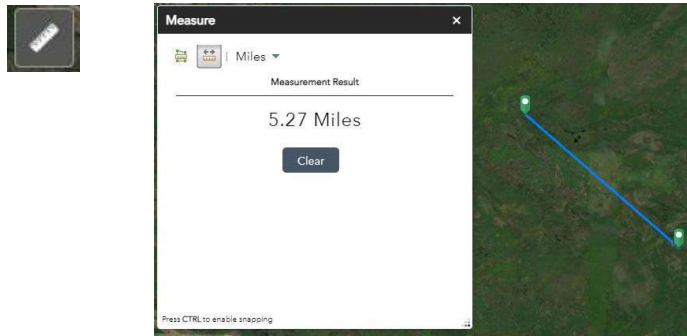 Measure
Miles
Measurement Result
5.27 Miles
Clear
Press CTRL to enable snapping